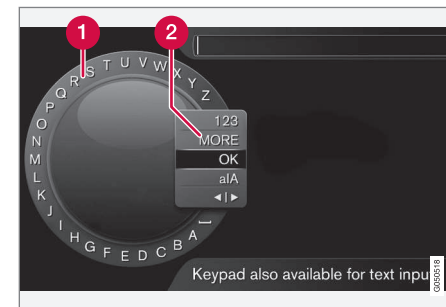 1
2
A B C D E F G H I J K L M N O P Q R S T U V W X Y Z
123
MORE
OK
a|A
◄|►
Keypad also available for text inpu
G050518